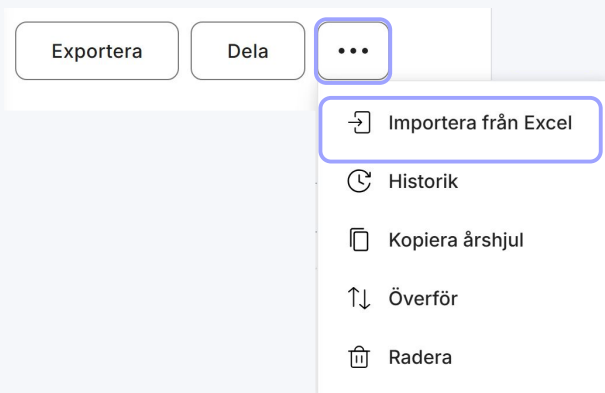 Exportera
Dela
•••
Importera från Excel
Historik
Kopiera årshjul
Överför
Radera